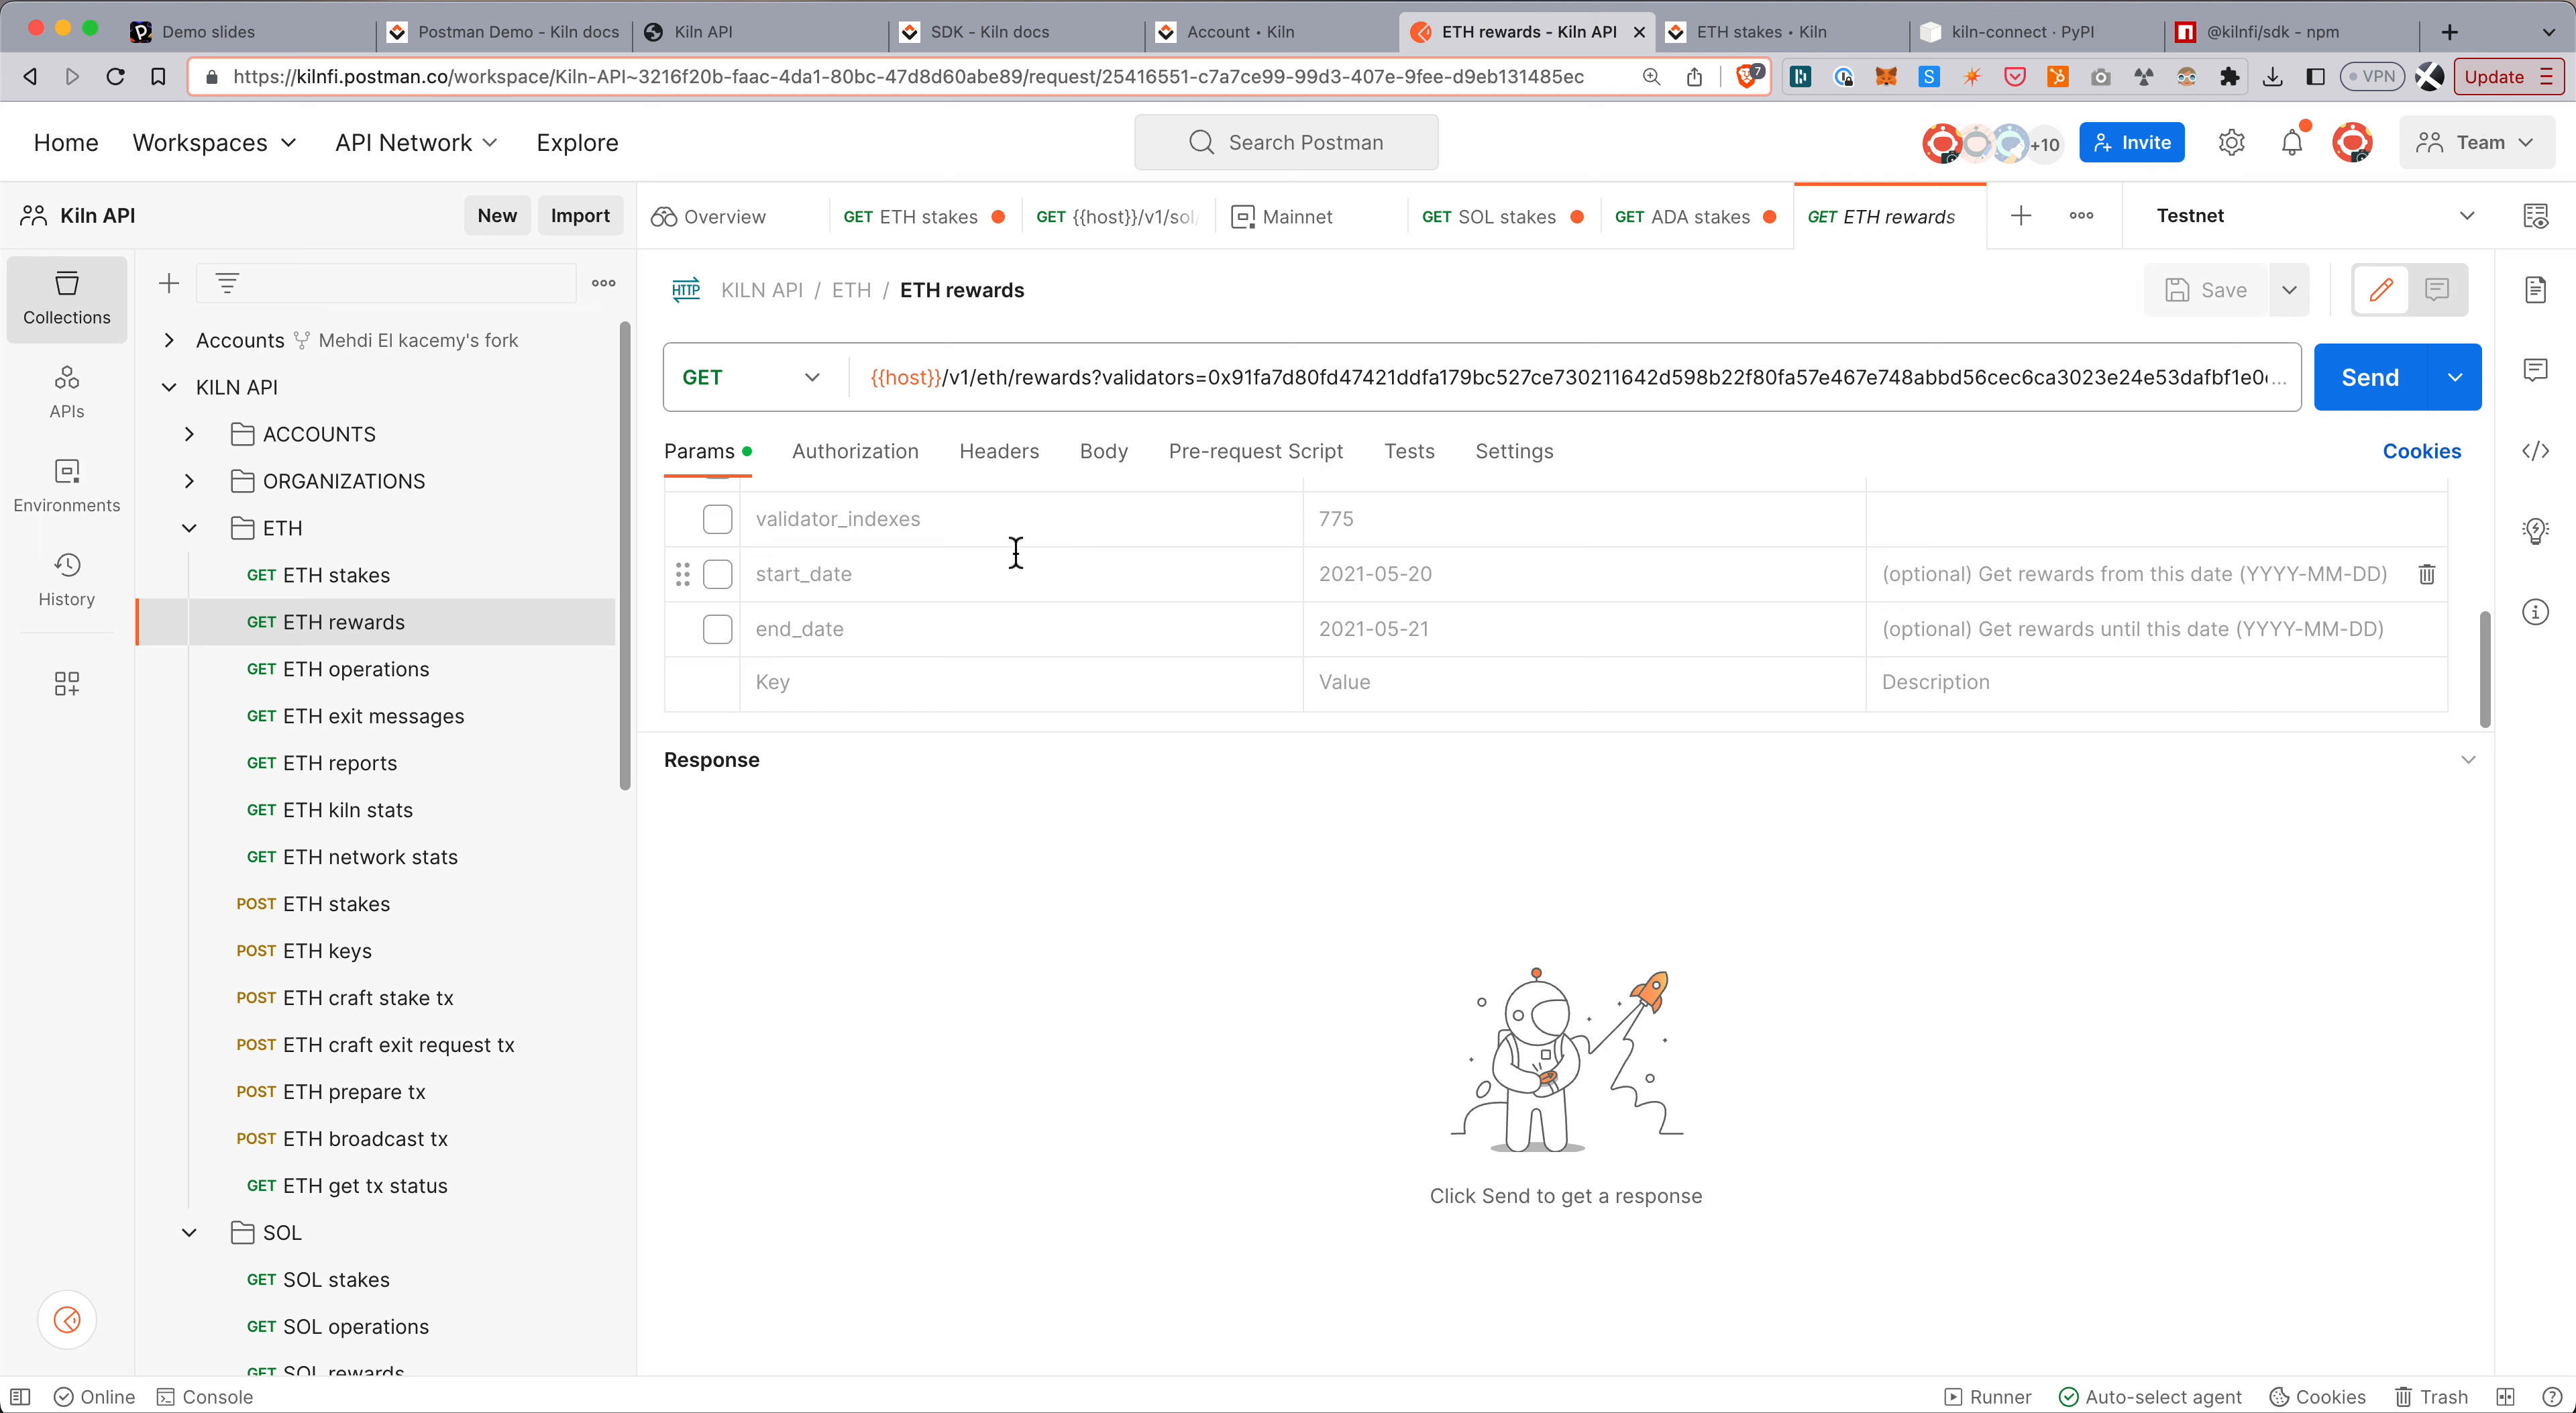 Demo slides
Postman Demo - Kiln docs
Kiln API
SDK - Kiln docs
Account • Kiln
ETH rewards - Kiln API
ETH stakes • Kiln
kiln-connect · PyPI
@kilnfi/sdk - npm
https://kilnfi.postman.co/workspace/Kiln-API~3216f20b-faac-4da1-80bc-47d8d60abe89/request/25416551-c7a7ce99-99d3-407e-9fee-d9eb131485ec
7
S
VPN
Update
Home
Workspaces
API Network
Explore
Search Postman
+10
Invite
Team
Kiln API
New
Import
Overview
GET ETH stakes
GET {{host}}/v1/sol/
Mainnet
GET SOL stakes
GET ADA stakes
GET ETH rewards
Testnet
Collections
APIs
Environments
History
Accounts Mehdi El kacemy's fork
KILN API
ACCOUNTS
ORGANIZATIONS
ETH
GET ETH stakes
GET ETH rewards
GET ETH operations
GET ETH exit messages
GET ETH reports
GET ETH kiln stats
GET ETH network stats
POST ETH stakes
POST ETH keys
POST ETH craft stake tx
POST ETH craft exit request tx
POST ETH prepare tx
POST ETH broadcast tx
GET ETH get tx status
SOL
GET SOL stakes
GET SOL operations
GET SOL rewards
HTTP KILN API / ETH / ETH rewards
Save
GET
{{host}}/v1/eth/rewards?validators=0x91fa7d80fd47421ddfa179bc527ce730211642d598b22f80fa57e467e748abbd56cec6ca3023e24e53dafbf1e0...
Send
Params
Authorization
Headers
Body
Pre-request Script
Tests
Settings
Cookies
validator_indexes 775
start_date 2021-05-20 (optional) Get rewards from this date (YYYY-MM-DD)
end_date 2021-05-21 (optional) Get rewards until this date (YYYY-MM-DD)
Key Value Description
Response
Click Send to get a response
Online
Console
Runner
Auto-select agent
Cookies
Trash